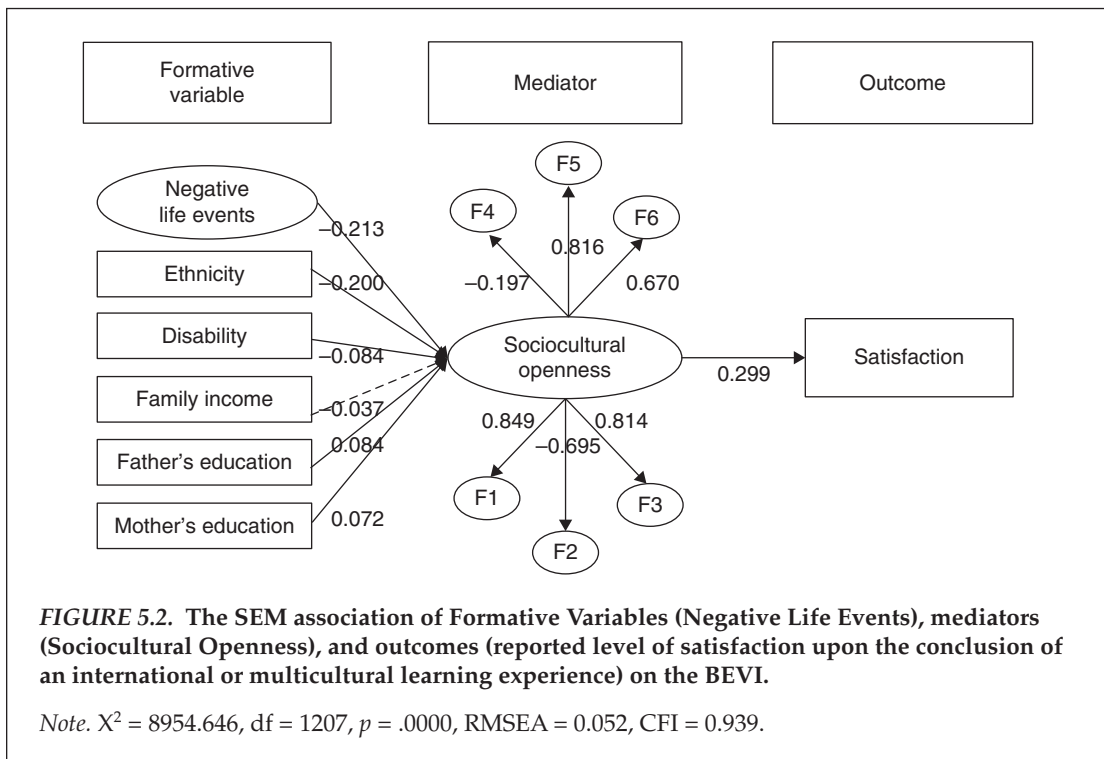 Formative
variable
Mediator
Outcome
Negative
life events
Ethnicity
Disability
Family income
Father's education
Mother's education
−0.213
−0.200
−0.084
−0.037
0.084
0.072
F4
F5
F6
−0.197
0.816
0.670
Sociocultural
openness
0.299
Satisfaction
0.849
−0.695
0.814
F1
F2
F3
FIGURE 5.2. The SEM association of Formative Variables (Negative Life Events), mediators
(Sociocultural Openness), and outcomes (reported level of satisfaction upon the conclusion of
an international or multicultural learning experience) on the BEVI.
Note. X² = 8954.646, df = 1207, p = .0000, RMSEA = 0.052, CFI = 0.939.